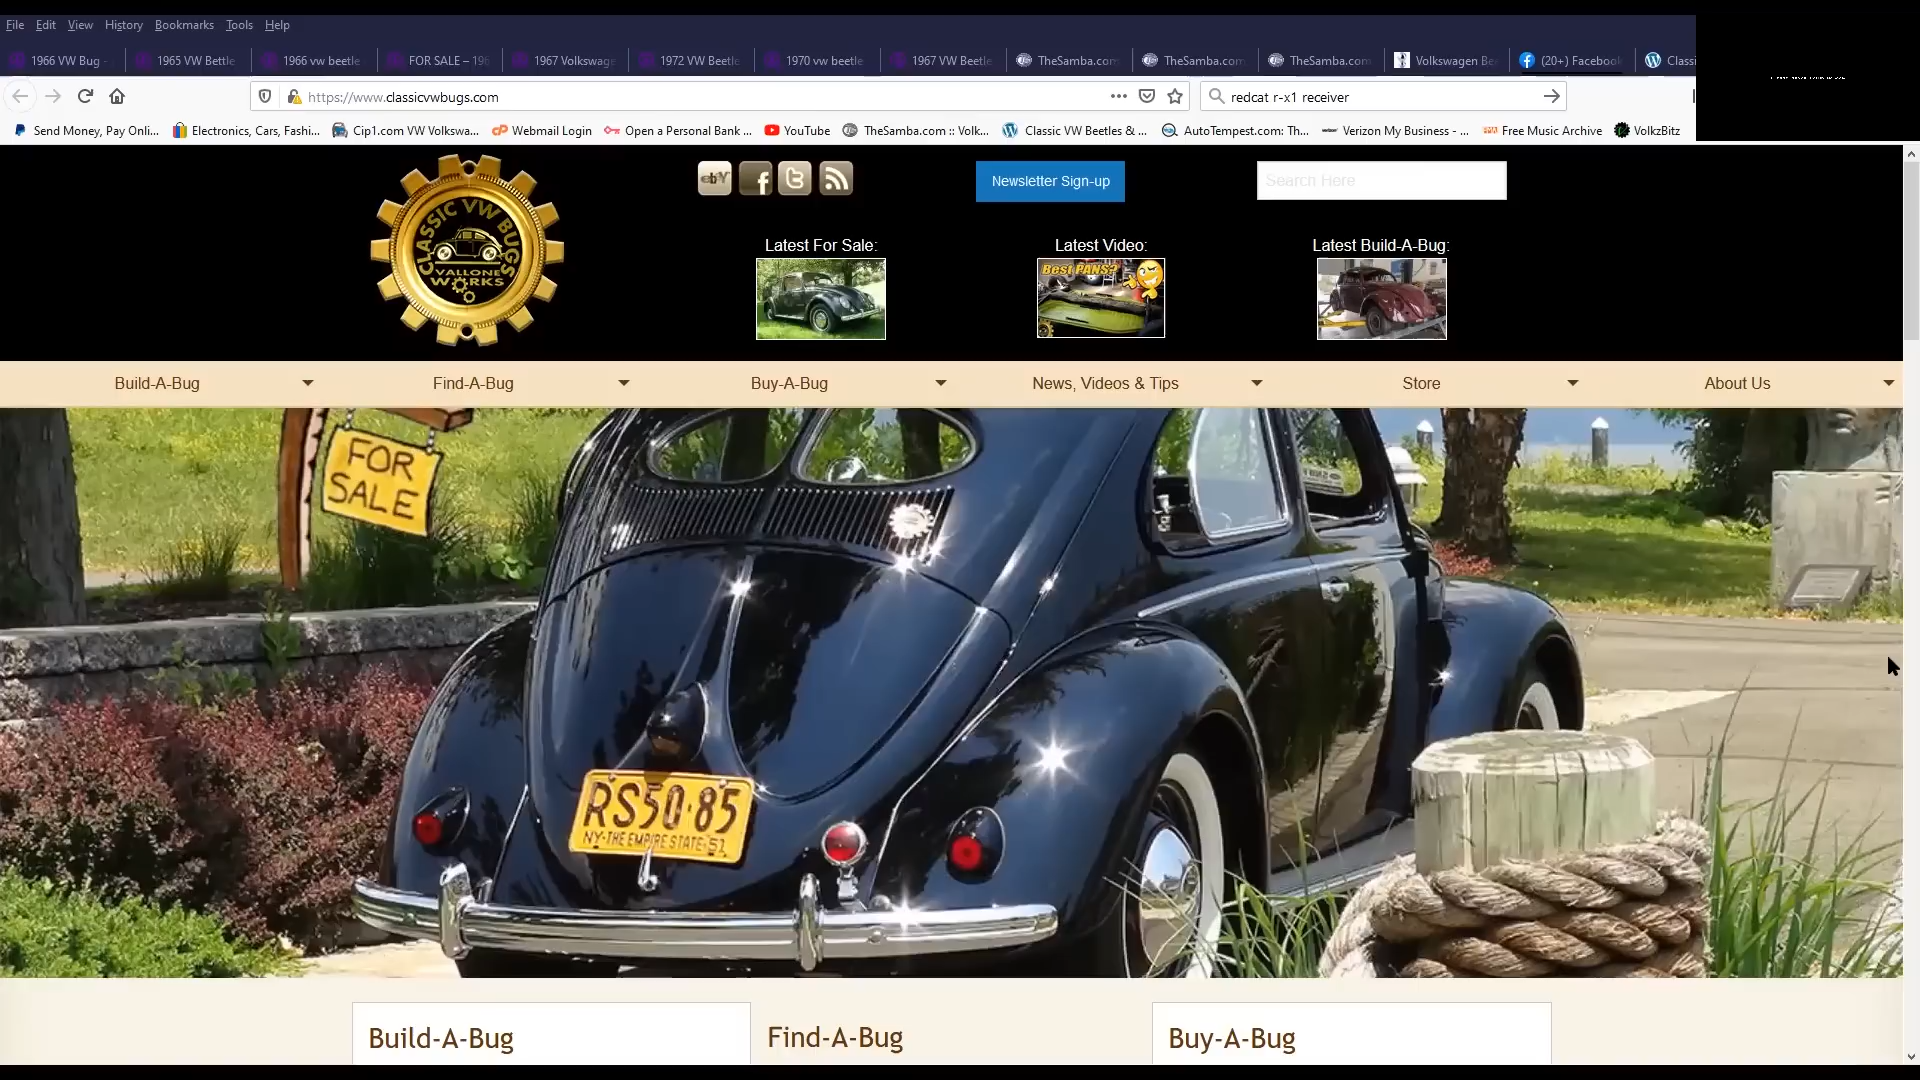 File Edit View History Bookmarks Tools Help
1966 VW Bug - 1965 VW Bettle 1966 vw beetle FOR SALE – 196 1967 Volkswage 1972 VW Beetle 1970 vw beetle 1967 VW Beetle TheSamba.com TheSamba.com TheSamba.com Volkswagen Be (20+) Facebook Classi
https://www.classicvwbugs.com redcat r-x1 receiver
Send Money, Pay Onli... Electronics, Cars, Fashi... Cip1.com VW Volkswa... Webmail Login Open a Personal Bank ... YouTube TheSamba.com :: Volk... Classic VW Beetles & ... AutoTempest.com: Th... Verizon My Business - ... Free Music Archive VolkzBitz
CLASSIC VW BUGS
VALLONE
WORKS
ebY f t
Newsletter Sign-up
Search Here
Latest For Sale: Latest Video: Latest Build-A-Bug:
Best PANS?
Build-A-Bug Find-A-Bug Buy-A-Bug News, Videos & Tips Store About Us
FOR
SALE
RS50·85
NY-THE EMPIRE STATE-51
Build-A-Bug Find-A-Bug Buy-A-Bug